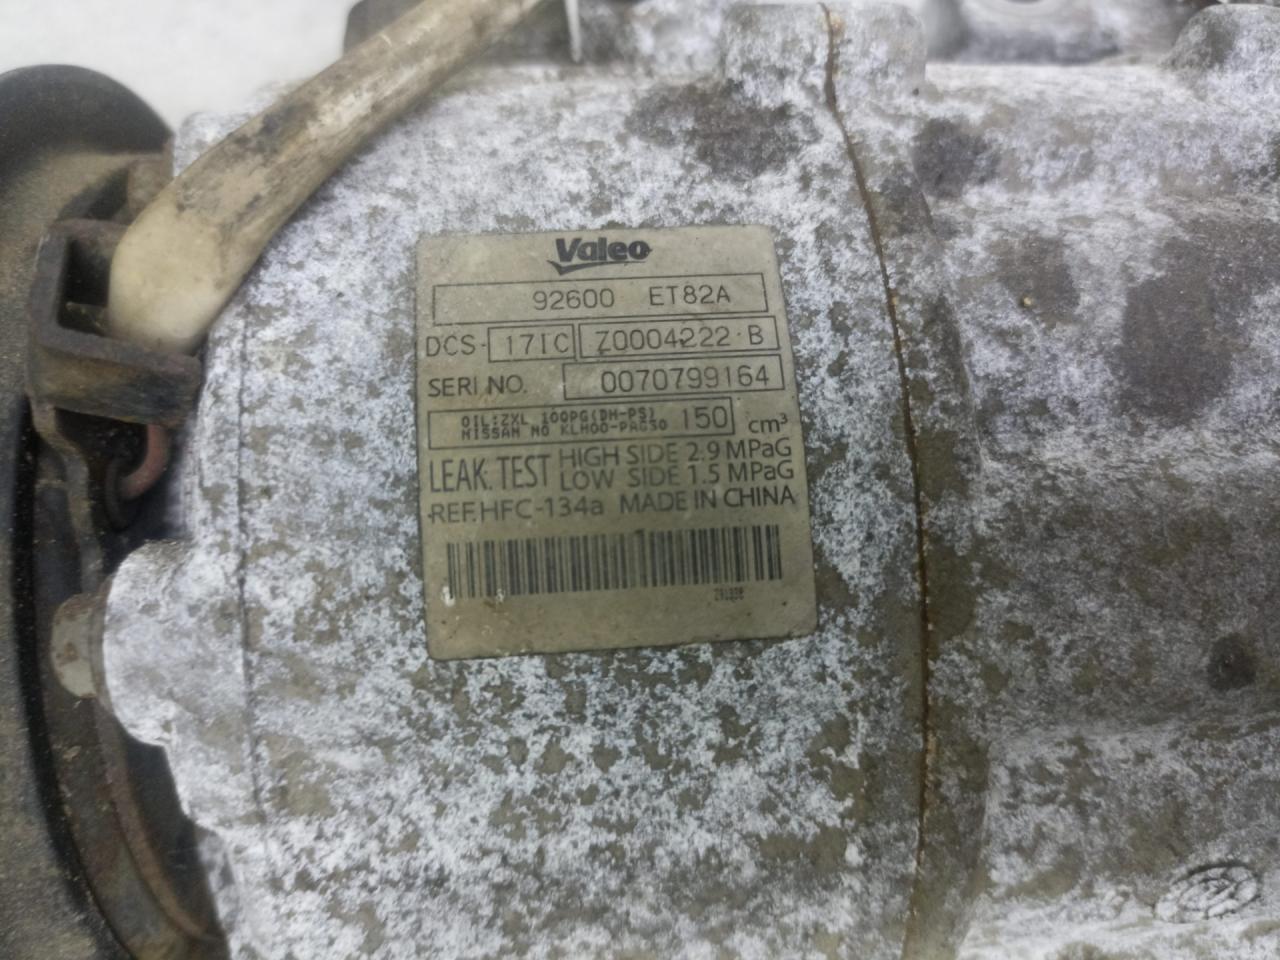 Valeo
92600 ET82A
DCS-17IC Z0004222-B
SERI NO. 0070799164
OIL:ZXL 100PG(DH-PS) 150 cm³
NISSAN NO KLH00-PAGS0
LEAK. TEST HIGH SIDE 2.9 MPaG
LOW SIDE 1.5 MPaG
REF.HFC-134a MADE IN CHINA